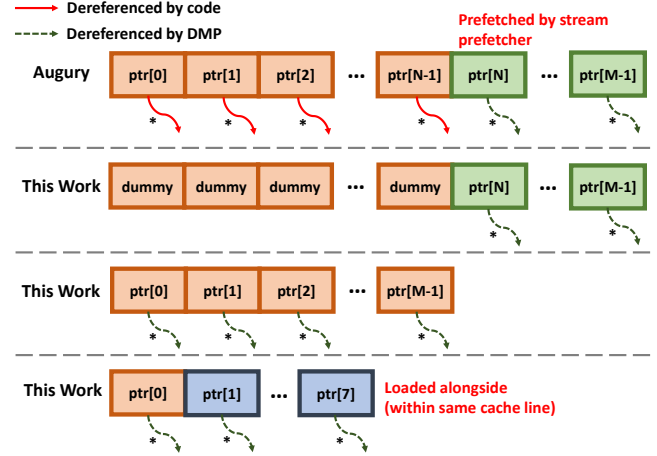 Dereferenced by code
Dereferenced by DMP
Prefetched by stream
prefetcher
Augury ptr[0] ptr[1] ptr[2] ... ptr[N-1] ptr[N] ... ptr[M-1]
* * * * * *
This Work dummy dummy dummy ... dummy ptr[N] ... ptr[M-1]
* *
This Work ptr[0] ptr[1] ptr[2] ... ptr[M-1]
* * * *
This Work ptr[0] ptr[1] ... ptr[7]
Loaded alongside
(within same cache line)
* * *